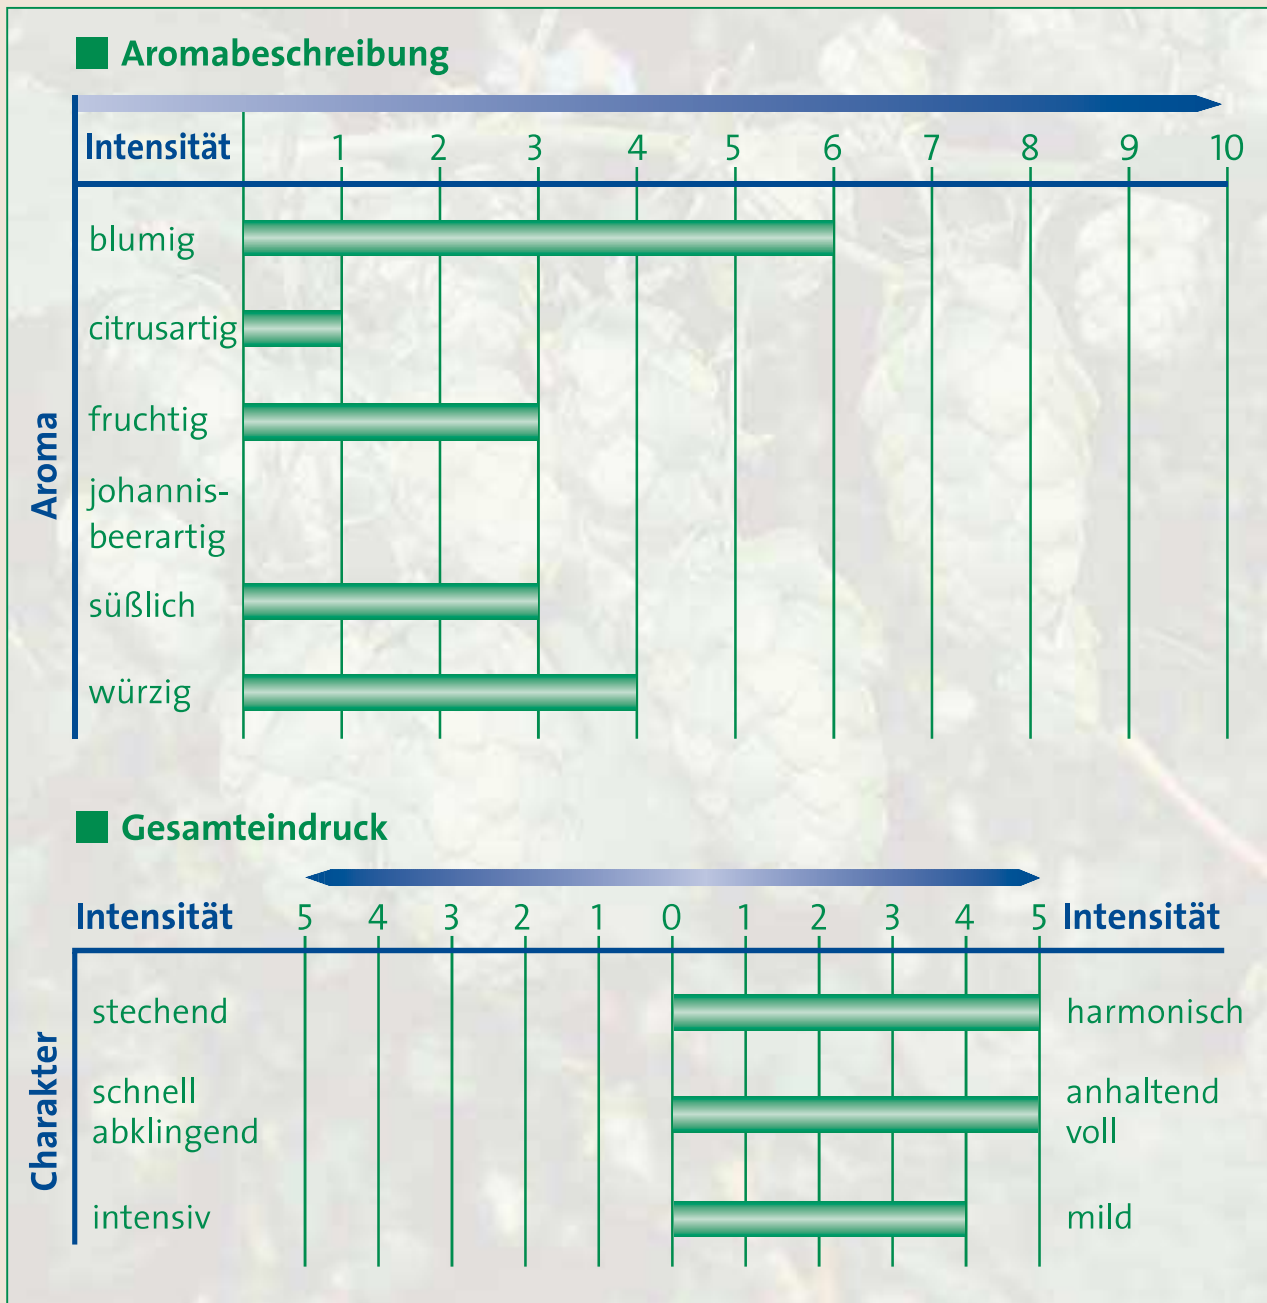 Aromabeschreibung
Intensität 1 2 3 4 5 6 7 8 9 10
Aroma
blumig
citrusartig
fruchtig
johannis-
beerartig
süßlich
würzig
Gesamteindruck
Intensität 5 4 3 2 1 0 1 2 3 4 5 Intensität
Charakter
stechend harmonisch
schnell anhaltend
abklingend voll
intensiv mild